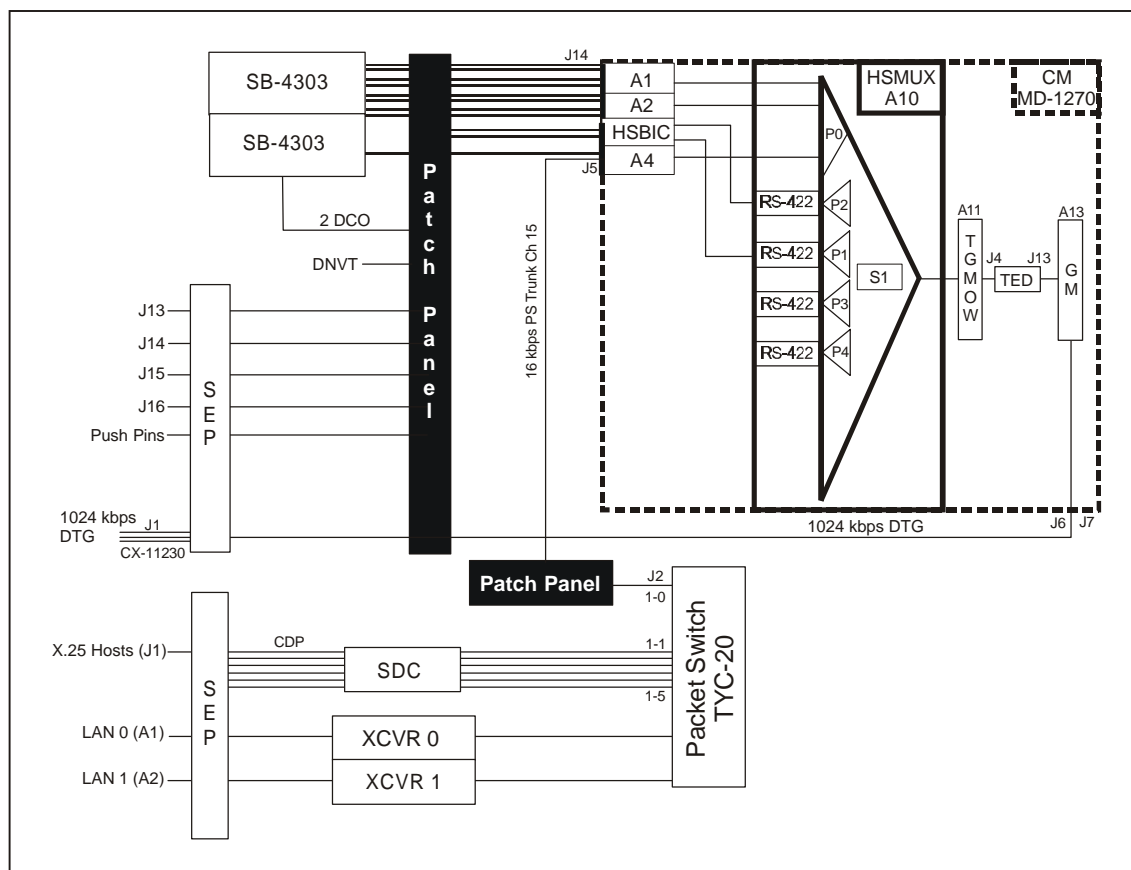 SB-4303
SB-4303
Patch Panel
J14
J5
A1
A2
HSBIC
A4
HSMUX
A10
CM
MD-1270
P0
RS-422
P2
RS-422
P1
RS-422
P3
RS-422
P4
S1
A11
TGMOW
J4
TED
J13
A13
GM
2 DCO
DNVT
J13
J14
J15
J16
Push Pins
SEP
1024 kbps
DTG
J1
CX-11230
16 kbps PS Trunk Ch 15
1024 kbps DTG
J6
J7
Patch Panel
J2
1-0
X.25 Hosts (J1)
CDP
SDC
1-1
1-5
SEP
LAN 0 (A1)
XCVR 0
LAN 1 (A2)
XCVR 1
Packet Switch
TYC-20